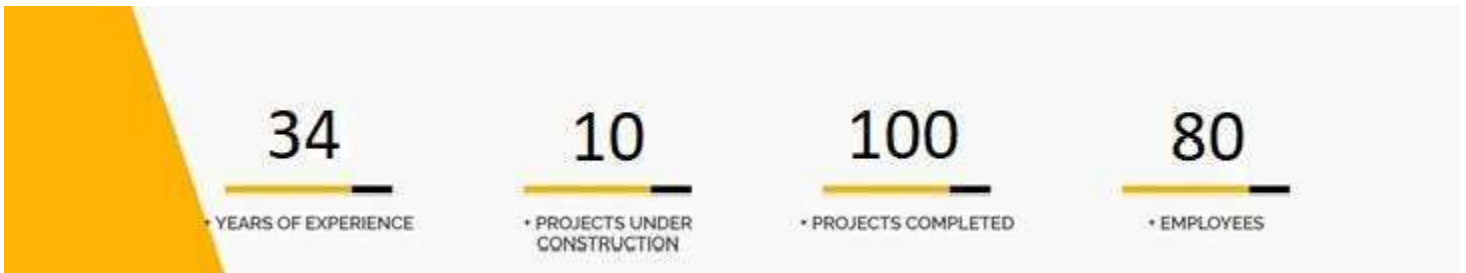 34
+ YEARS OF EXPERIENCE
10
+ PROJECTS UNDER
CONSTRUCTION
100
+ PROJECTS COMPLETED
80
+ EMPLOYEES